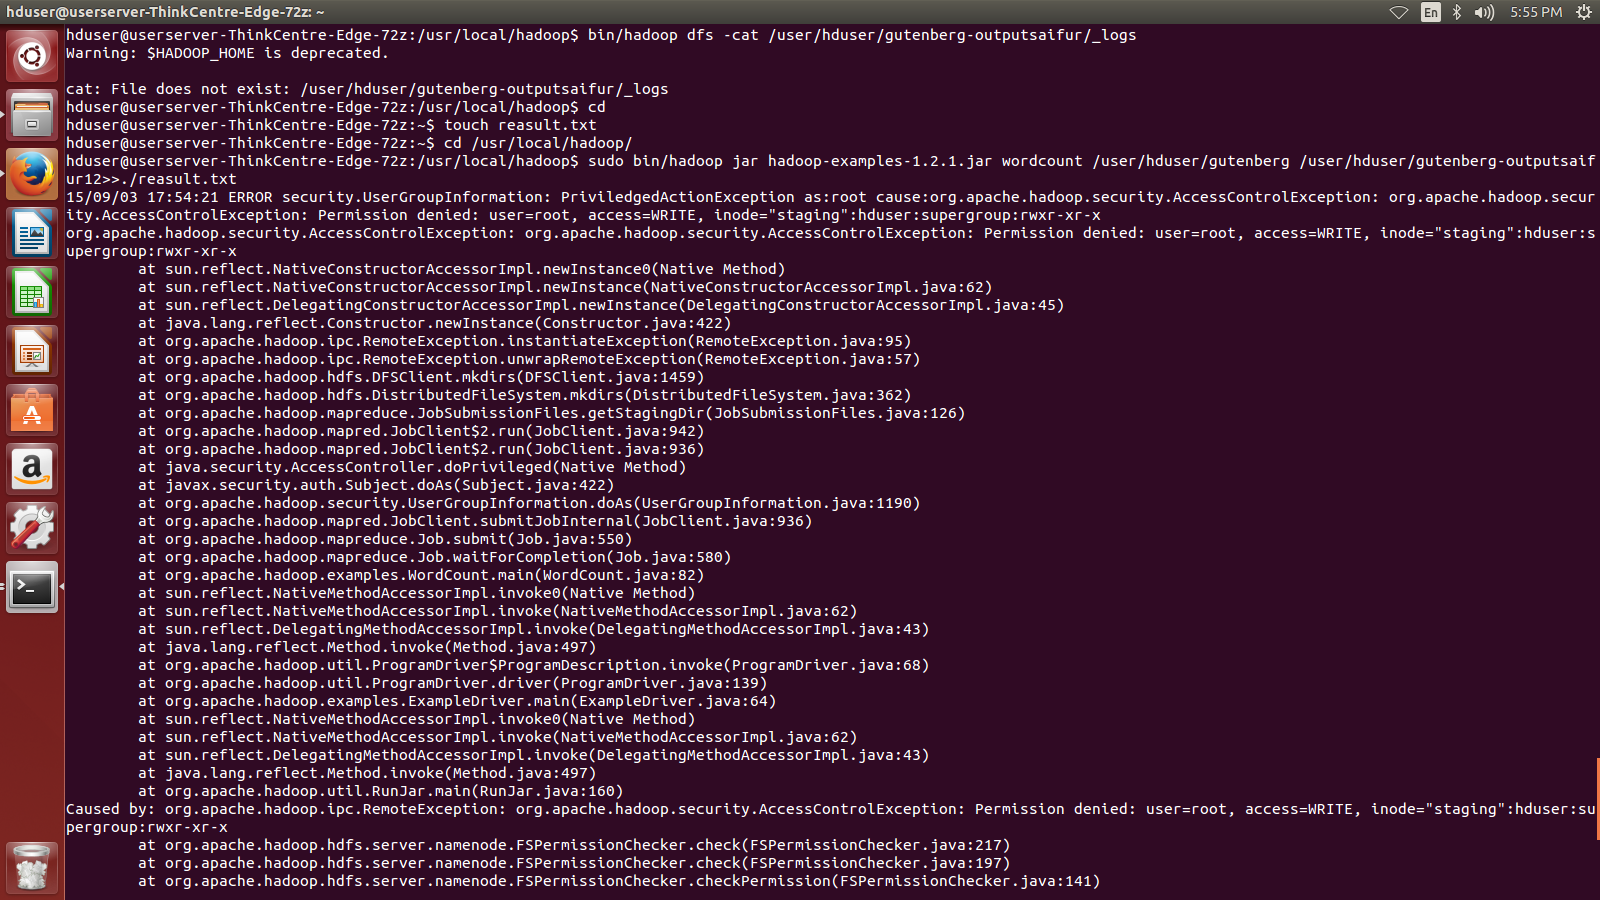 hduser@userserver-ThinkCentre-Edge-72z: ~
En
5:55 PM
hduser@userserver-ThinkCentre-Edge-72z:/usr/local/hadoop$ bin/hadoop dfs -cat /user/hduser/gutenberg-outputsaifur/_logs
Warning: $HADOOP_HOME is deprecated.
cat: File does not exist: /user/hduser/gutenberg-outputsaifur/_logs
hduser@userserver-ThinkCentre-Edge-72z:/usr/local/hadoop$ cd
hduser@userserver-ThinkCentre-Edge-72z:~$ touch reasult.txt
hduser@userserver-ThinkCentre-Edge-72z:~$ cd /usr/local/hadoop/
hduser@userserver-ThinkCentre-Edge-72z:/usr/local/hadoop$ sudo bin/hadoop jar hadoop-examples-1.2.1.jar wordcount /user/hduser/gutenberg /user/hduser/gutenberg-outputsaif
ur12>>./reasult.txt
15/09/03 17:54:21 ERROR security.UserGroupInformation: PriviledgedActionException as:root cause:org.apache.hadoop.security.AccessControlException: org.apache.hadoop.secur
ity.AccessControlException: Permission denied: user=root, access=WRITE, inode="staging":hduser:supergroup:rwxr-xr-x
org.apache.hadoop.security.AccessControlException: org.apache.hadoop.security.AccessControlException: Permission denied: user=root, access=WRITE, inode="staging":hduser:s
upergroup:rwxr-xr-x
at sun.reflect.NativeConstructorAccessorImpl.newInstance0(Native Method)
at sun.reflect.NativeConstructorAccessorImpl.newInstance(NativeConstructorAccessorImpl.java:62)
at sun.reflect.DelegatingConstructorAccessorImpl.newInstance(DelegatingConstructorAccessorImpl.java:45)
at java.lang.reflect.Constructor.newInstance(Constructor.java:422)
at org.apache.hadoop.ipc.RemoteException.instantiateException(RemoteException.java:95)
at org.apache.hadoop.ipc.RemoteException.unwrapRemoteException(RemoteException.java:57)
at org.apache.hadoop.hdfs.DFSClient.mkdirs(DFSClient.java:1459)
at org.apache.hadoop.hdfs.DistributedFileSystem.mkdirs(DistributedFileSystem.java:362)
at org.apache.hadoop.mapreduce.JobSubmissionFiles.getStagingDir(JobSubmissionFiles.java:126)
at org.apache.hadoop.mapred.JobClient$2.run(JobClient.java:942)
at org.apache.hadoop.mapred.JobClient$2.run(JobClient.java:936)
at java.security.AccessController.doPrivileged(Native Method)
at javax.security.auth.Subject.doAs(Subject.java:422)
at org.apache.hadoop.security.UserGroupInformation.doAs(UserGroupInformation.java:1190)
at org.apache.hadoop.mapred.JobClient.submitJobInternal(JobClient.java:936)
at org.apache.hadoop.mapreduce.Job.submit(Job.java:550)
at org.apache.hadoop.mapreduce.Job.waitForCompletion(Job.java:580)
at org.apache.hadoop.examples.WordCount.main(WordCount.java:82)
at sun.reflect.NativeMethodAccessorImpl.invoke0(Native Method)
at sun.reflect.NativeMethodAccessorImpl.invoke(NativeMethodAccessorImpl.java:62)
at sun.reflect.DelegatingMethodAccessorImpl.invoke(DelegatingMethodAccessorImpl.java:43)
at java.lang.reflect.Method.invoke(Method.java:497)
at org.apache.hadoop.util.ProgramDriver$ProgramDescription.invoke(ProgramDriver.java:68)
at org.apache.hadoop.util.ProgramDriver.driver(ProgramDriver.java:139)
at org.apache.hadoop.examples.ExampleDriver.main(ExampleDriver.java:64)
at sun.reflect.NativeMethodAccessorImpl.invoke0(Native Method)
at sun.reflect.NativeMethodAccessorImpl.invoke(NativeMethodAccessorImpl.java:62)
at sun.reflect.DelegatingMethodAccessorImpl.invoke(DelegatingMethodAccessorImpl.java:43)
at java.lang.reflect.Method.invoke(Method.java:497)
at org.apache.hadoop.util.RunJar.main(RunJar.java:160)
Caused by: org.apache.hadoop.ipc.RemoteException: org.apache.hadoop.security.AccessControlException: Permission denied: user=root, access=WRITE, inode="staging":hduser:su
pergroup:rwxr-xr-x
at org.apache.hadoop.hdfs.server.namenode.FSPermissionChecker.check(FSPermissionChecker.java:217)
at org.apache.hadoop.hdfs.server.namenode.FSPermissionChecker.check(FSPermissionChecker.java:197)
at org.apache.hadoop.hdfs.server.namenode.FSPermissionChecker.checkPermission(FSPermissionChecker.java:141)